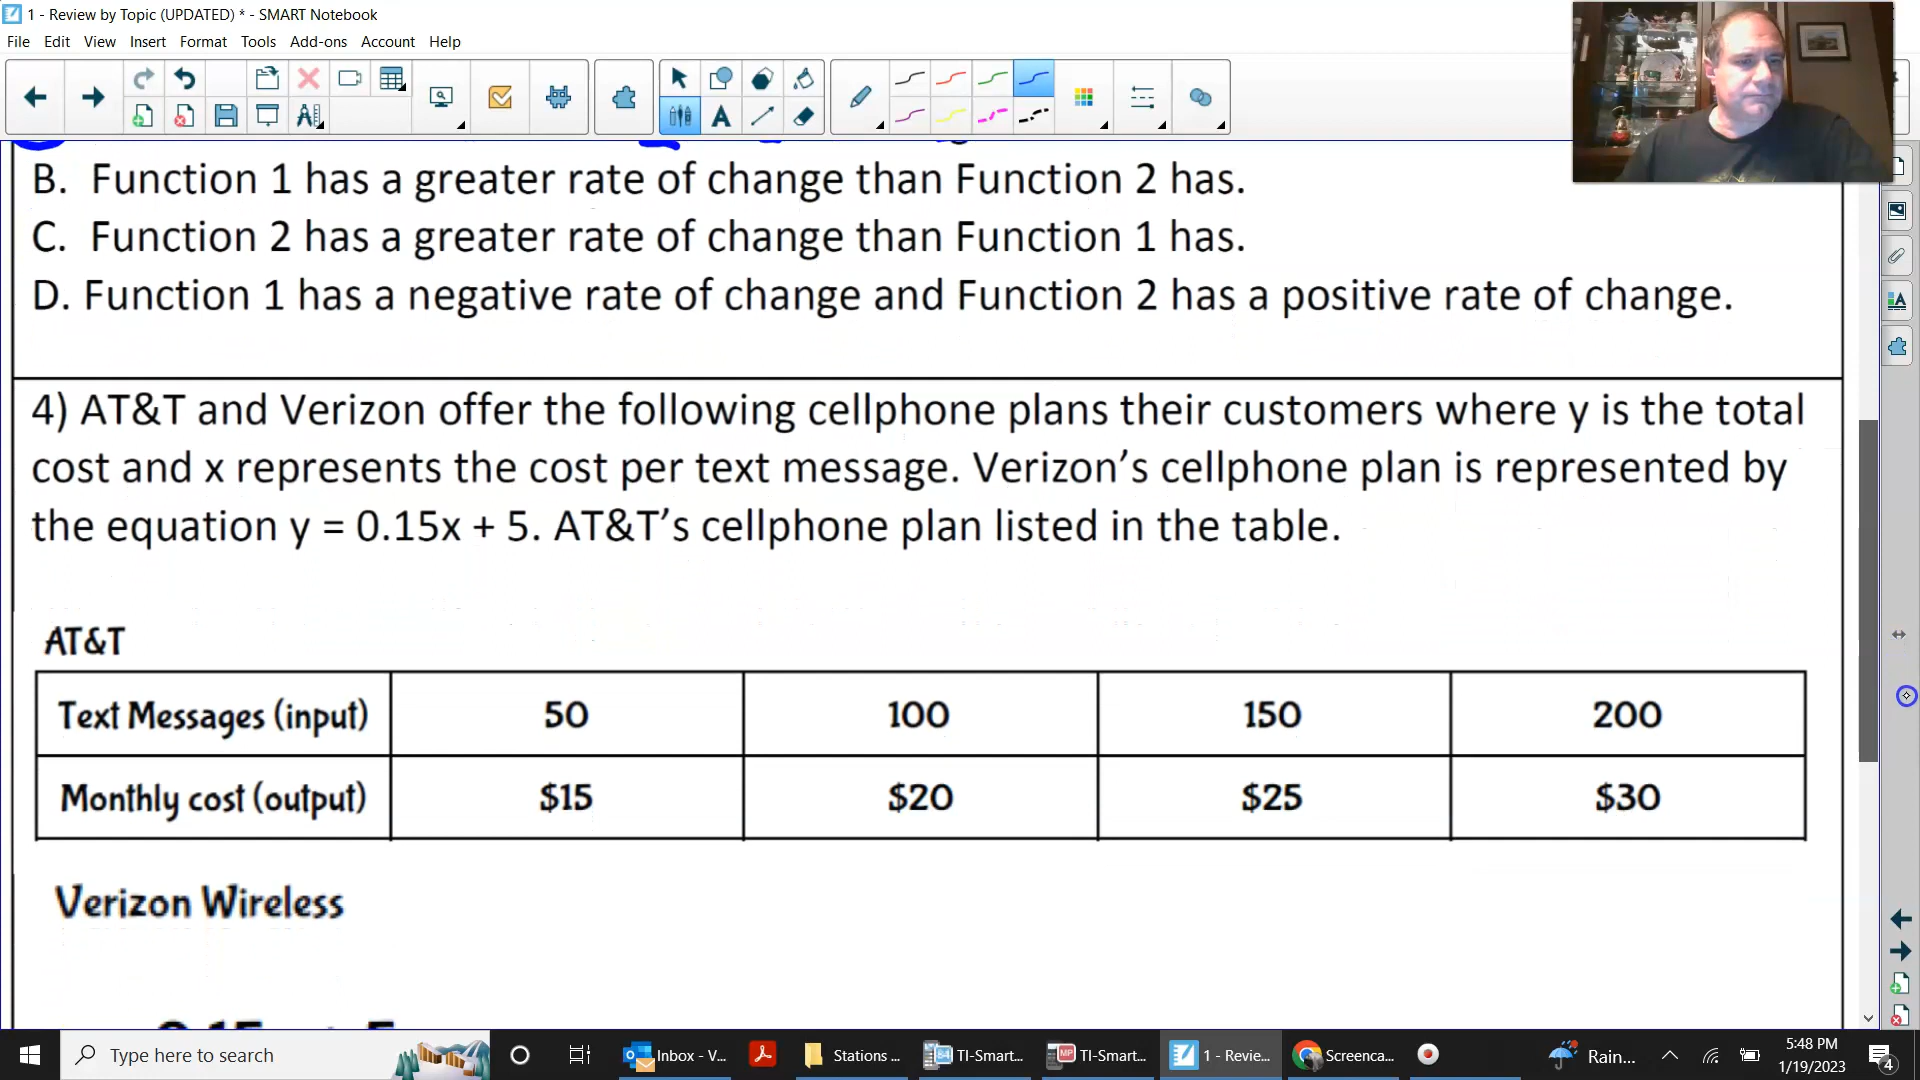 1 - Review by Topic (UPDATED) * - SMART Notebook
File Edit View Insert Format Tools Add-ons Account Help
B. Function 1 has a greater rate of change than Function 2 has.
C. Function 2 has a greater rate of change than Function 1 has.
D. Function 1 has a negative rate of change and Function 2 has a positive rate of change.
4) AT&T and Verizon offer the following cellphone plans their customers where y is the total
cost and x represents the cost per text message. Verizon’s cellphone plan is represented by
the equation y = 0.15x + 5. AT&T’s cellphone plan listed in the table.
AT&T
Text Messages (input) 50 100 150 200
Monthly cost (output) $15 $20 $25 $30
Verizon Wireless
Type here to search
Inbox - V...
Stations ...
TI-Smart...
TI-Smart...
1 - Revie...
Screenca...
Rain...
5:48 PM
1/19/2023
4